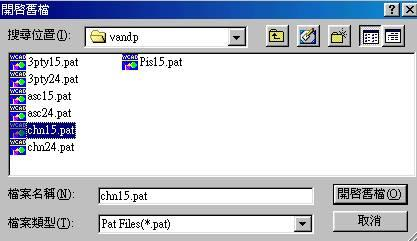 開啓舊檔
搜尋位置(I): vandp
3pty15.pat Pis15.pat
3pty24.pat
asc15.pat
asc24.pat
chn15.pat
chn24.pat
檔案名稱(N): chn15.pat 開啓舊檔(O)
檔案類型(T): Pat Files(*.pat) 取消